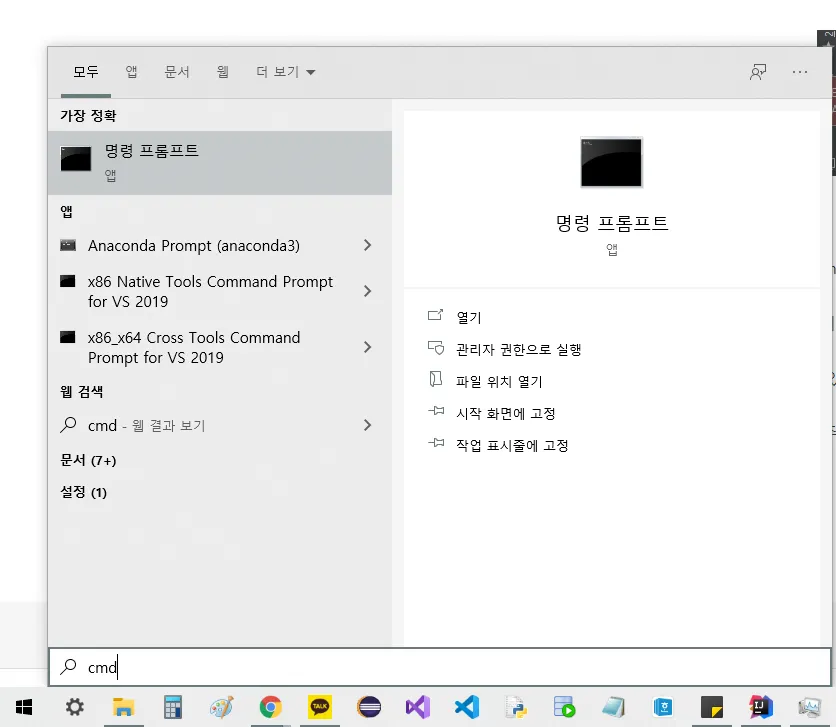 모두 앱 문서 웹 더 보기
가장 정확
명령 프롬프트
앱
앱
Anaconda Prompt (anaconda3)
x86 Native Tools Command Prompt
for VS 2019
x86_x64 Cross Tools Command
Prompt for VS 2019
웹 검색
cmd - 웹 결과 보기
문서 (7+)
설정 (1)
명령 프롬프트
앱
열기
관리자 권한으로 실행
파일 위치 열기
시작 화면에 고정
작업 표시줄에 고정
cmd
TALK
IJ